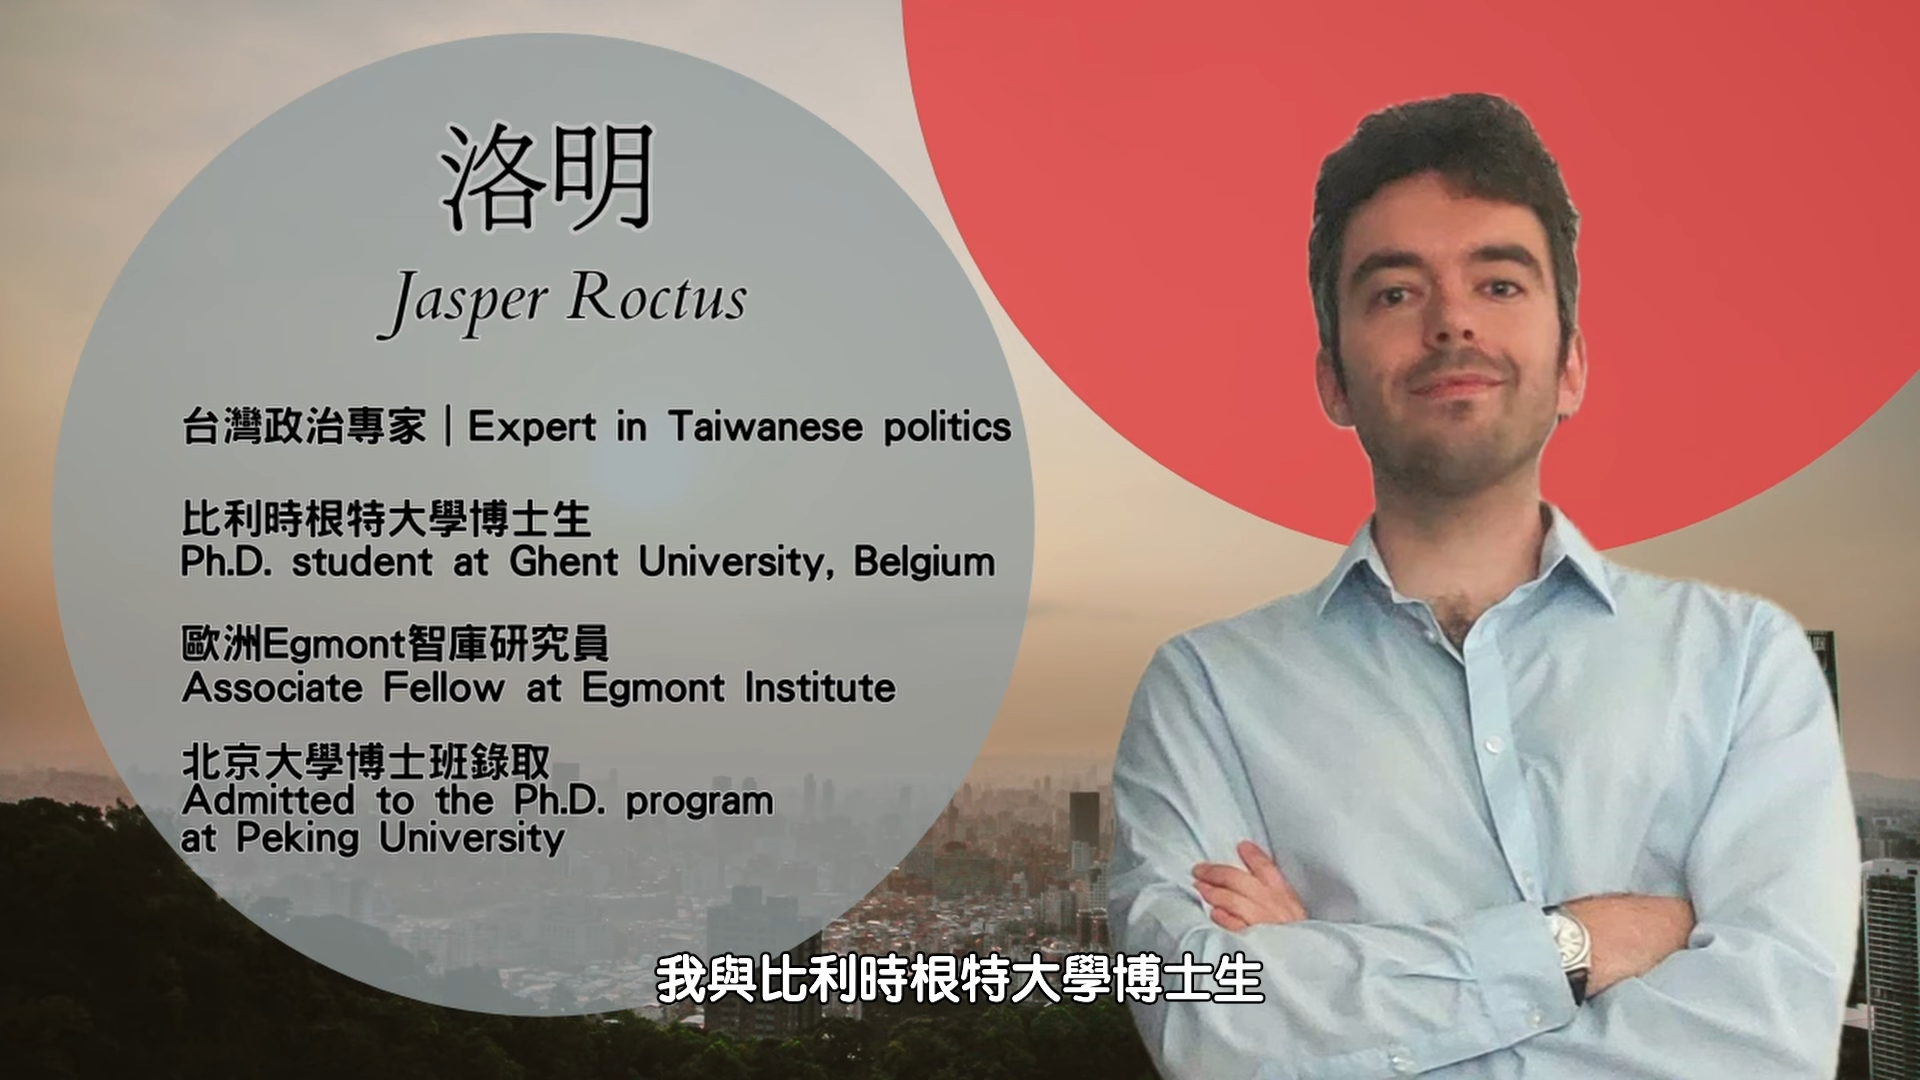 洛明
Jasper Roctus
台灣政治專家｜Expert in Taiwanese politics
比利時根特大學博士生
Ph.D. student at Ghent University, Belgium
歐洲Egmont智庫研究員
Associate Fellow at Egmont Institute
北京大學博士班錄取
Admitted to the Ph.D. program
at Peking University
我與比利時根特大學博士生